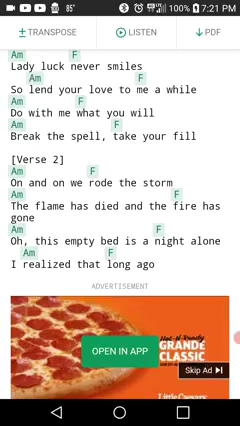 85° 100% 7:21 PM
TRANSPOSE LISTEN PDF
Am F
Lady luck never smiles
Am F
So lend your love to me a while
Am F
Do with me what you will
Am F
Break the spell, take your fill
[Verse 2]
Am F
On and on we rode the storm
Am F
The flame has died and the fire has
gone
Am F
Oh, this empty bed is a night alone
Am F
I realized that long ago
ADVERTISEMENT
Hot-N-Ready
GRANDE
CLASSIC
OPEN IN APP
Skip Ad
Little Caesars